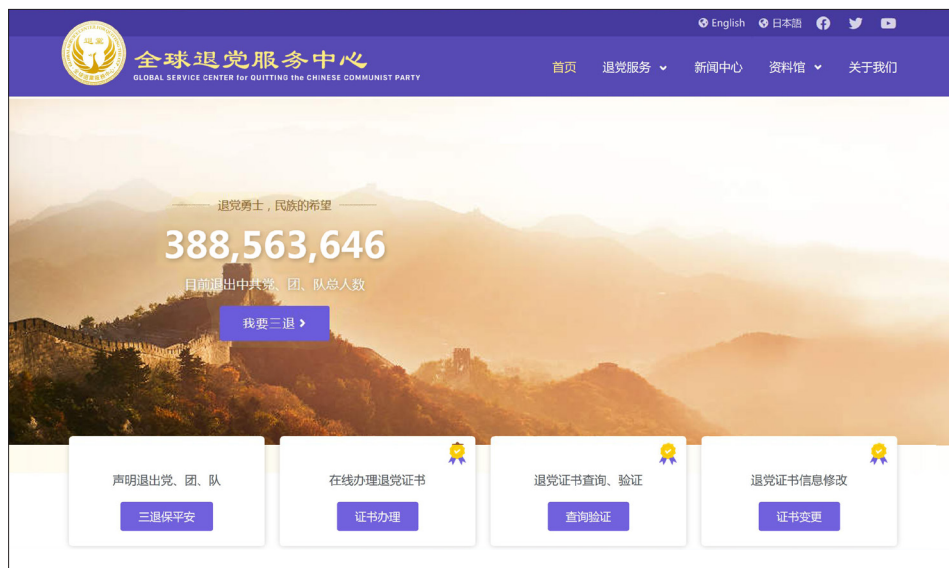 English 日本語
退党
全球退党服务中心
GLOBAL SERVICE CENTER for QUITTING the CHINESE COMMUNIST PARTY
首页 退党服务 新闻中心 资料馆 关于我们
退党勇士，民族的希望
388,563,646
目前退出中共党、团、队总人数
我要三退
声明退出党、团、队
三退保平安
在线办理退党证书
证书办理
退党证书查询、验证
查询验证
退党证书信息修改
证书变更